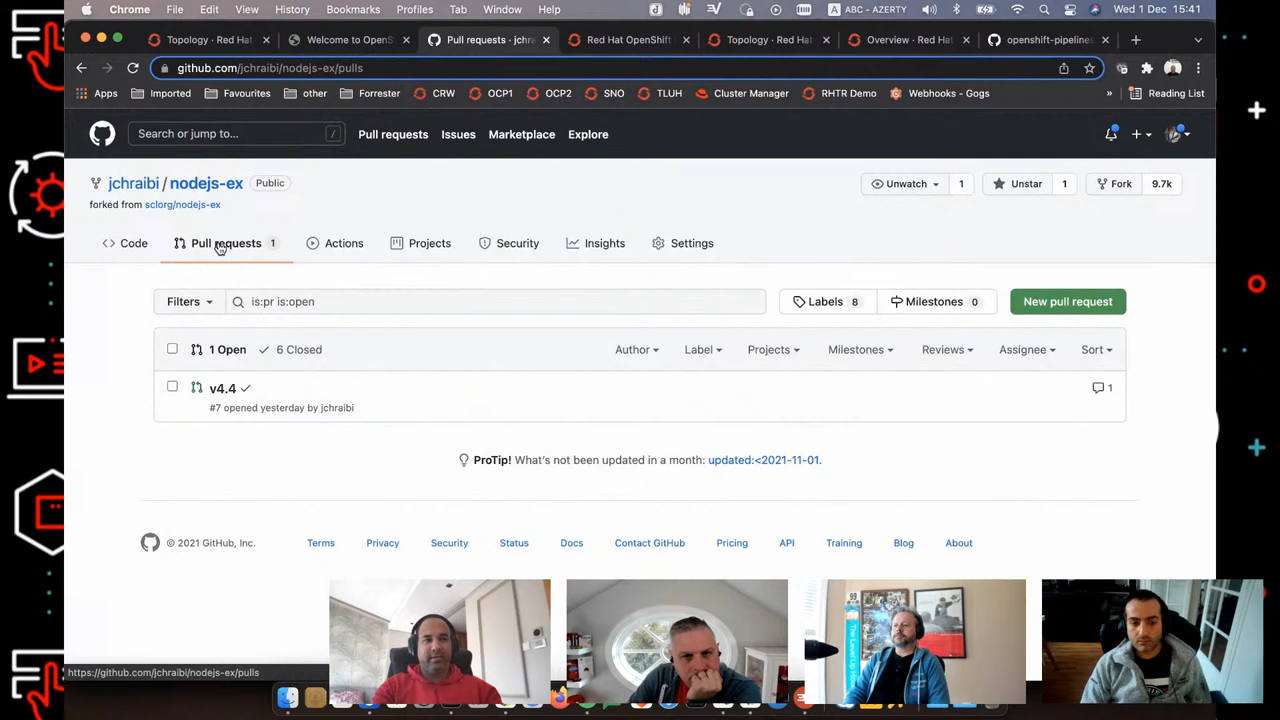 File Edit View History Bookmarks Profiles Tab Window Help ABC - AZERTY Wed 1 Dec 15:41
Topology · Red Hat Welcome to OpenS Pull requests · jchra Red Hat OpenShift Topology · Red Hat Overview · Red Hat openshift-pipelines
github.com/jchraibi/nodejs-ex/pulls
Apps Imported Favourites other Forrester CRW OCP1 OCP2 SNO TLUH Cluster Manager RHTR Demo Webhooks - Gogs » Reading List
Search or jump to... / Pull requests Issues Marketplace Explore
jchraibi / nodejs-ex Public Unwatch 1 Unstar 1 Fork 9.7k
forked from sclorg/nodejs-ex
Code Pull requests 1 Actions Projects Security Insights Settings
Filters is:pr is:open Labels 8 Milestones 0 New pull request
1 Open 6 Closed Author Label Projects Milestones Reviews Assignee Sort
v4.4 1
#7 opened yesterday by jchraibi
ProTip! What's not been updated in a month: updated:<2021-11-01.
© 2021 GitHub, Inc. Terms Privacy Security Status Docs Contact GitHub Pricing API Training Blog About
https://github.com/jchraibi/nodejs-ex/pulls